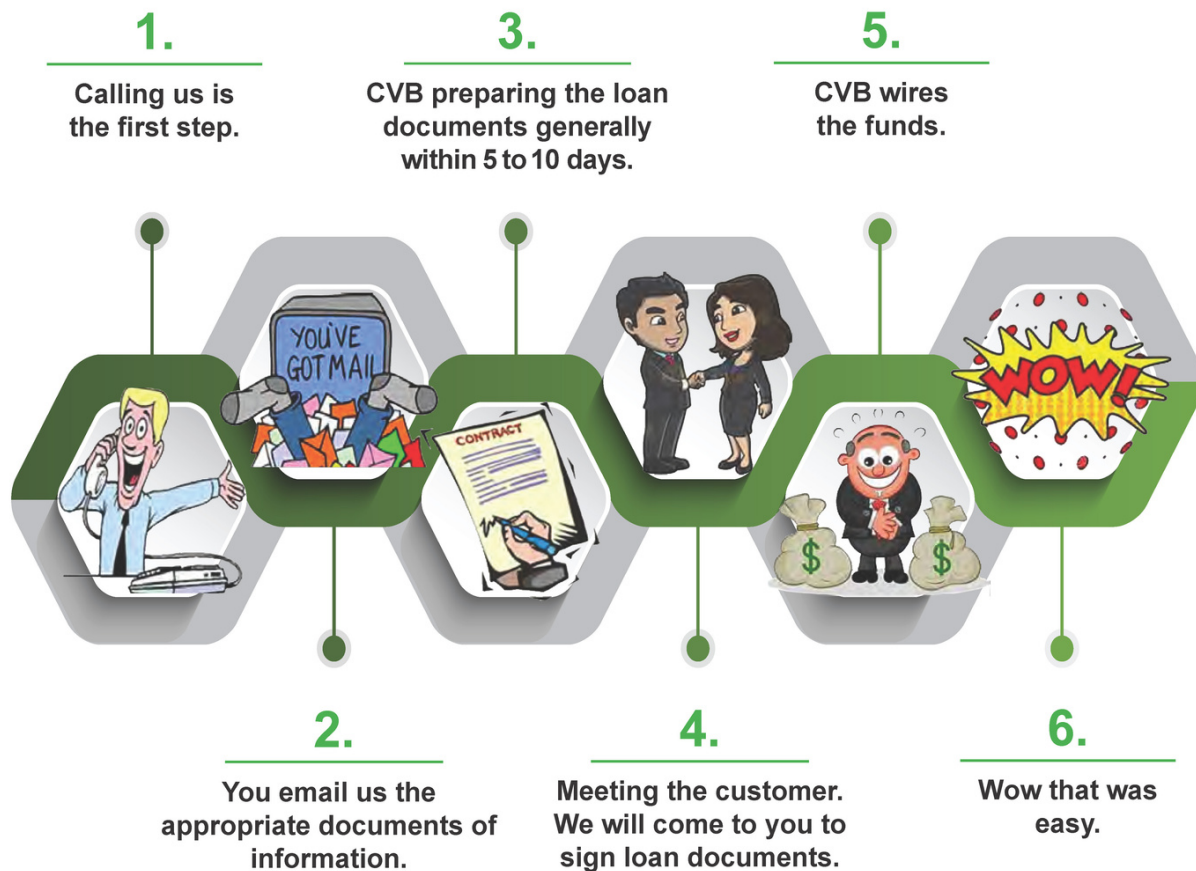 1.
Calling us is
the first step.
3.
CVB preparing the loan
documents generally
within 5 to 10 days.
5.
CVB wires
the funds.
YOU'VE
GOT MAIL
CONTRACT
WOW!
$
$
2.
You email us the
appropriate documents of
information.
4.
Meeting the customer.
We will come to you to
sign loan documents.
6.
Wow that was
easy.